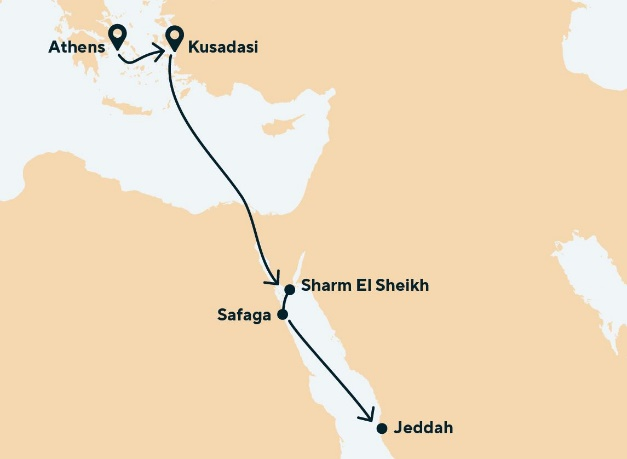 Athens
Kusadasi
Sharm El Sheikh
Safaga
Jeddah